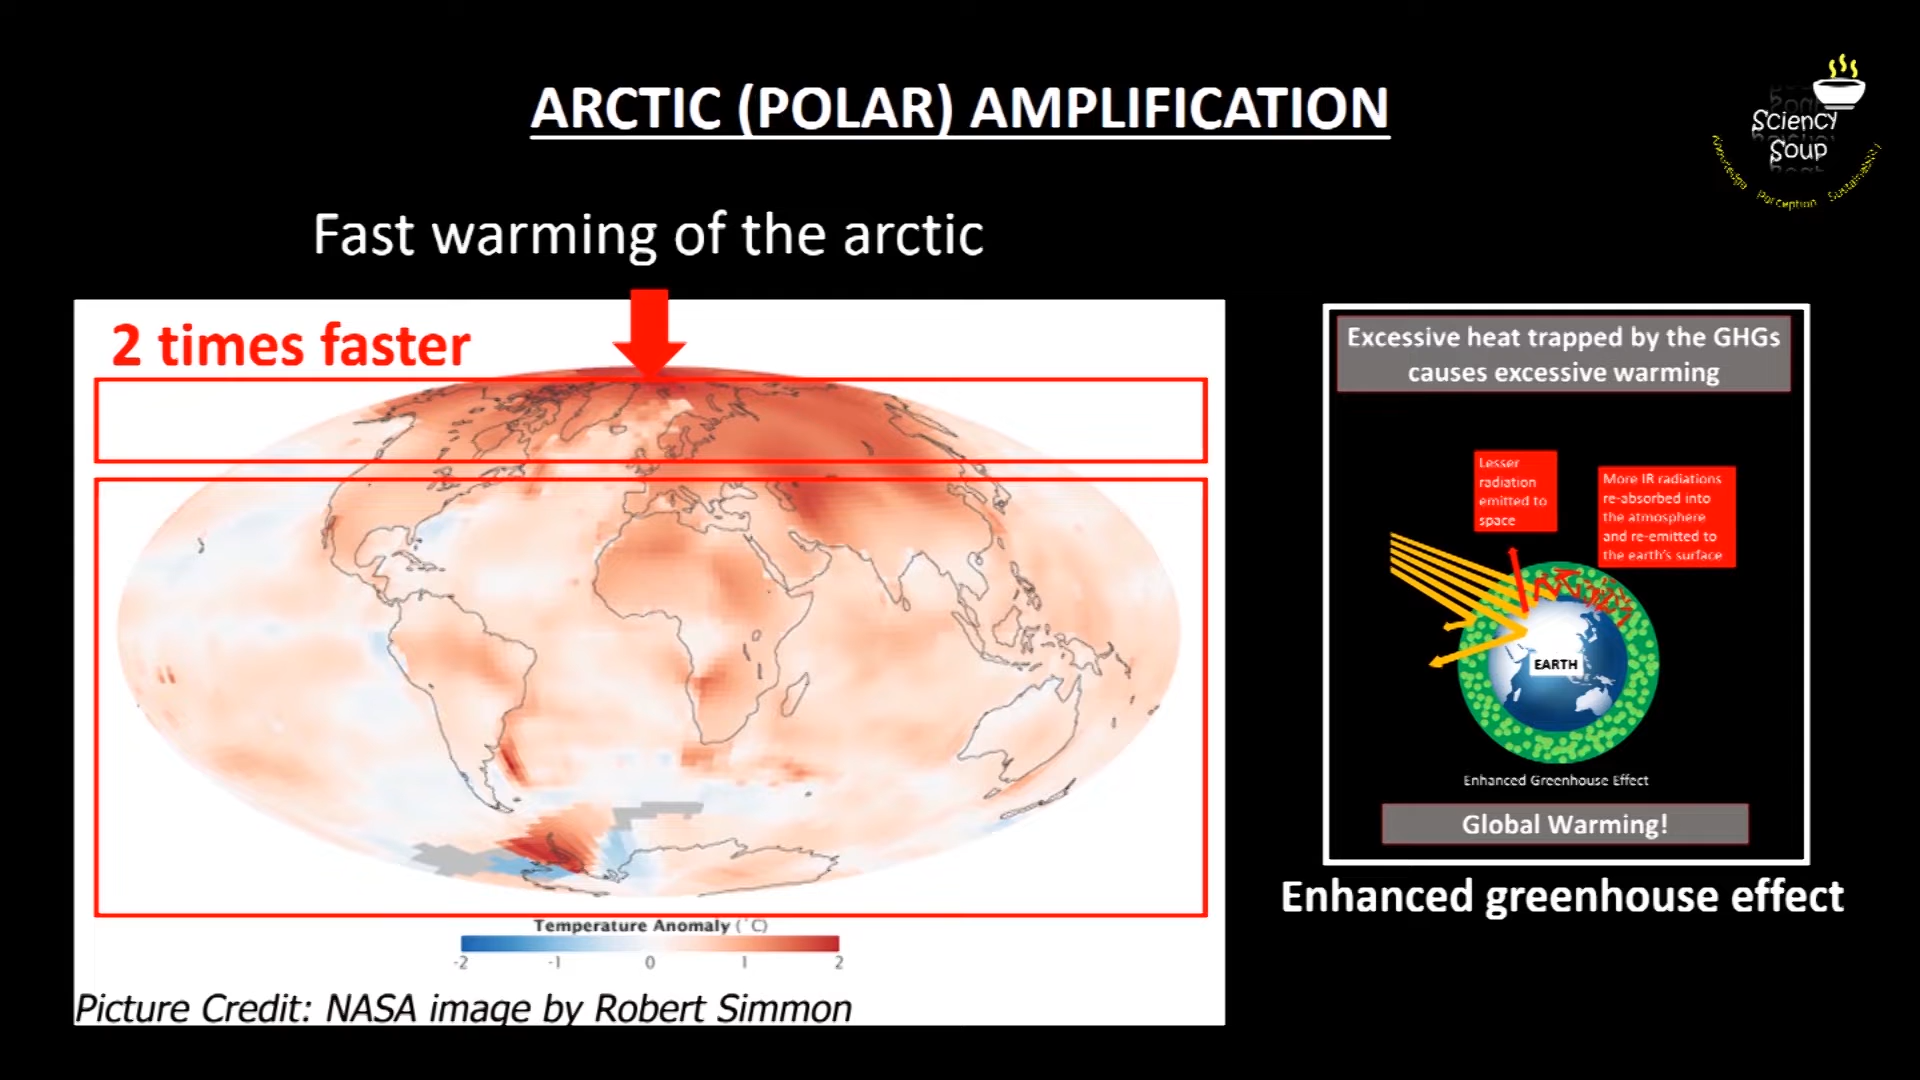 ARCTIC (POLAR) AMPLIFICATION
Sciency
Soup
Knowledge Perception Sustainability
Fast warming of the arctic
2 times faster
Temperature Anomaly (°C)
-2 -1 0 1 2
Picture Credit: NASA image by Robert Simmon
Excessive heat trapped by the GHGs
causes excessive warming
Lesser
radiation
emitted to
space
More IR radiations
re-absorbed into
the atmosphere
and re-emitted to
the earth's surface
EARTH
Enhanced Greenhouse Effect
Global Warming!
Enhanced greenhouse effect